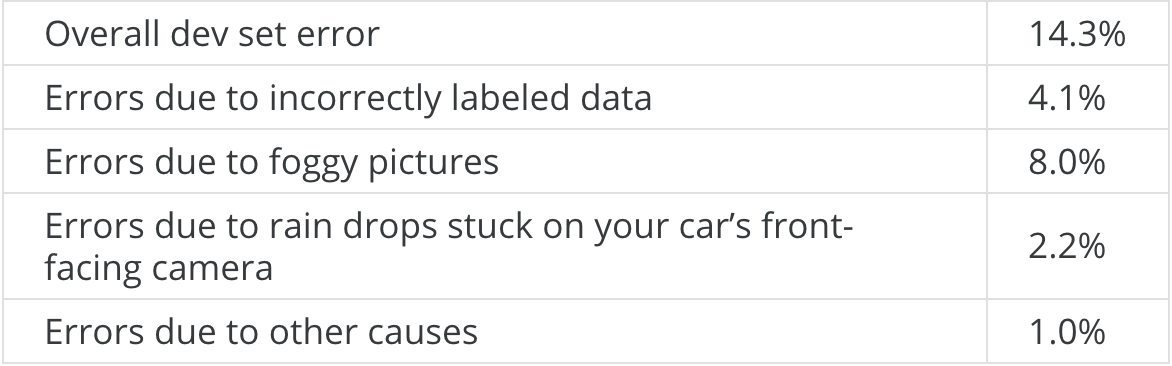 Overall dev set error
14.3%
Errors due to incorrectly labeled data
4.1%
Errors due to foggy pictures
8.0%
Errors due to rain drops stuck on your car’s front-
facing camera
2.2%
Errors due to other causes
1.0%